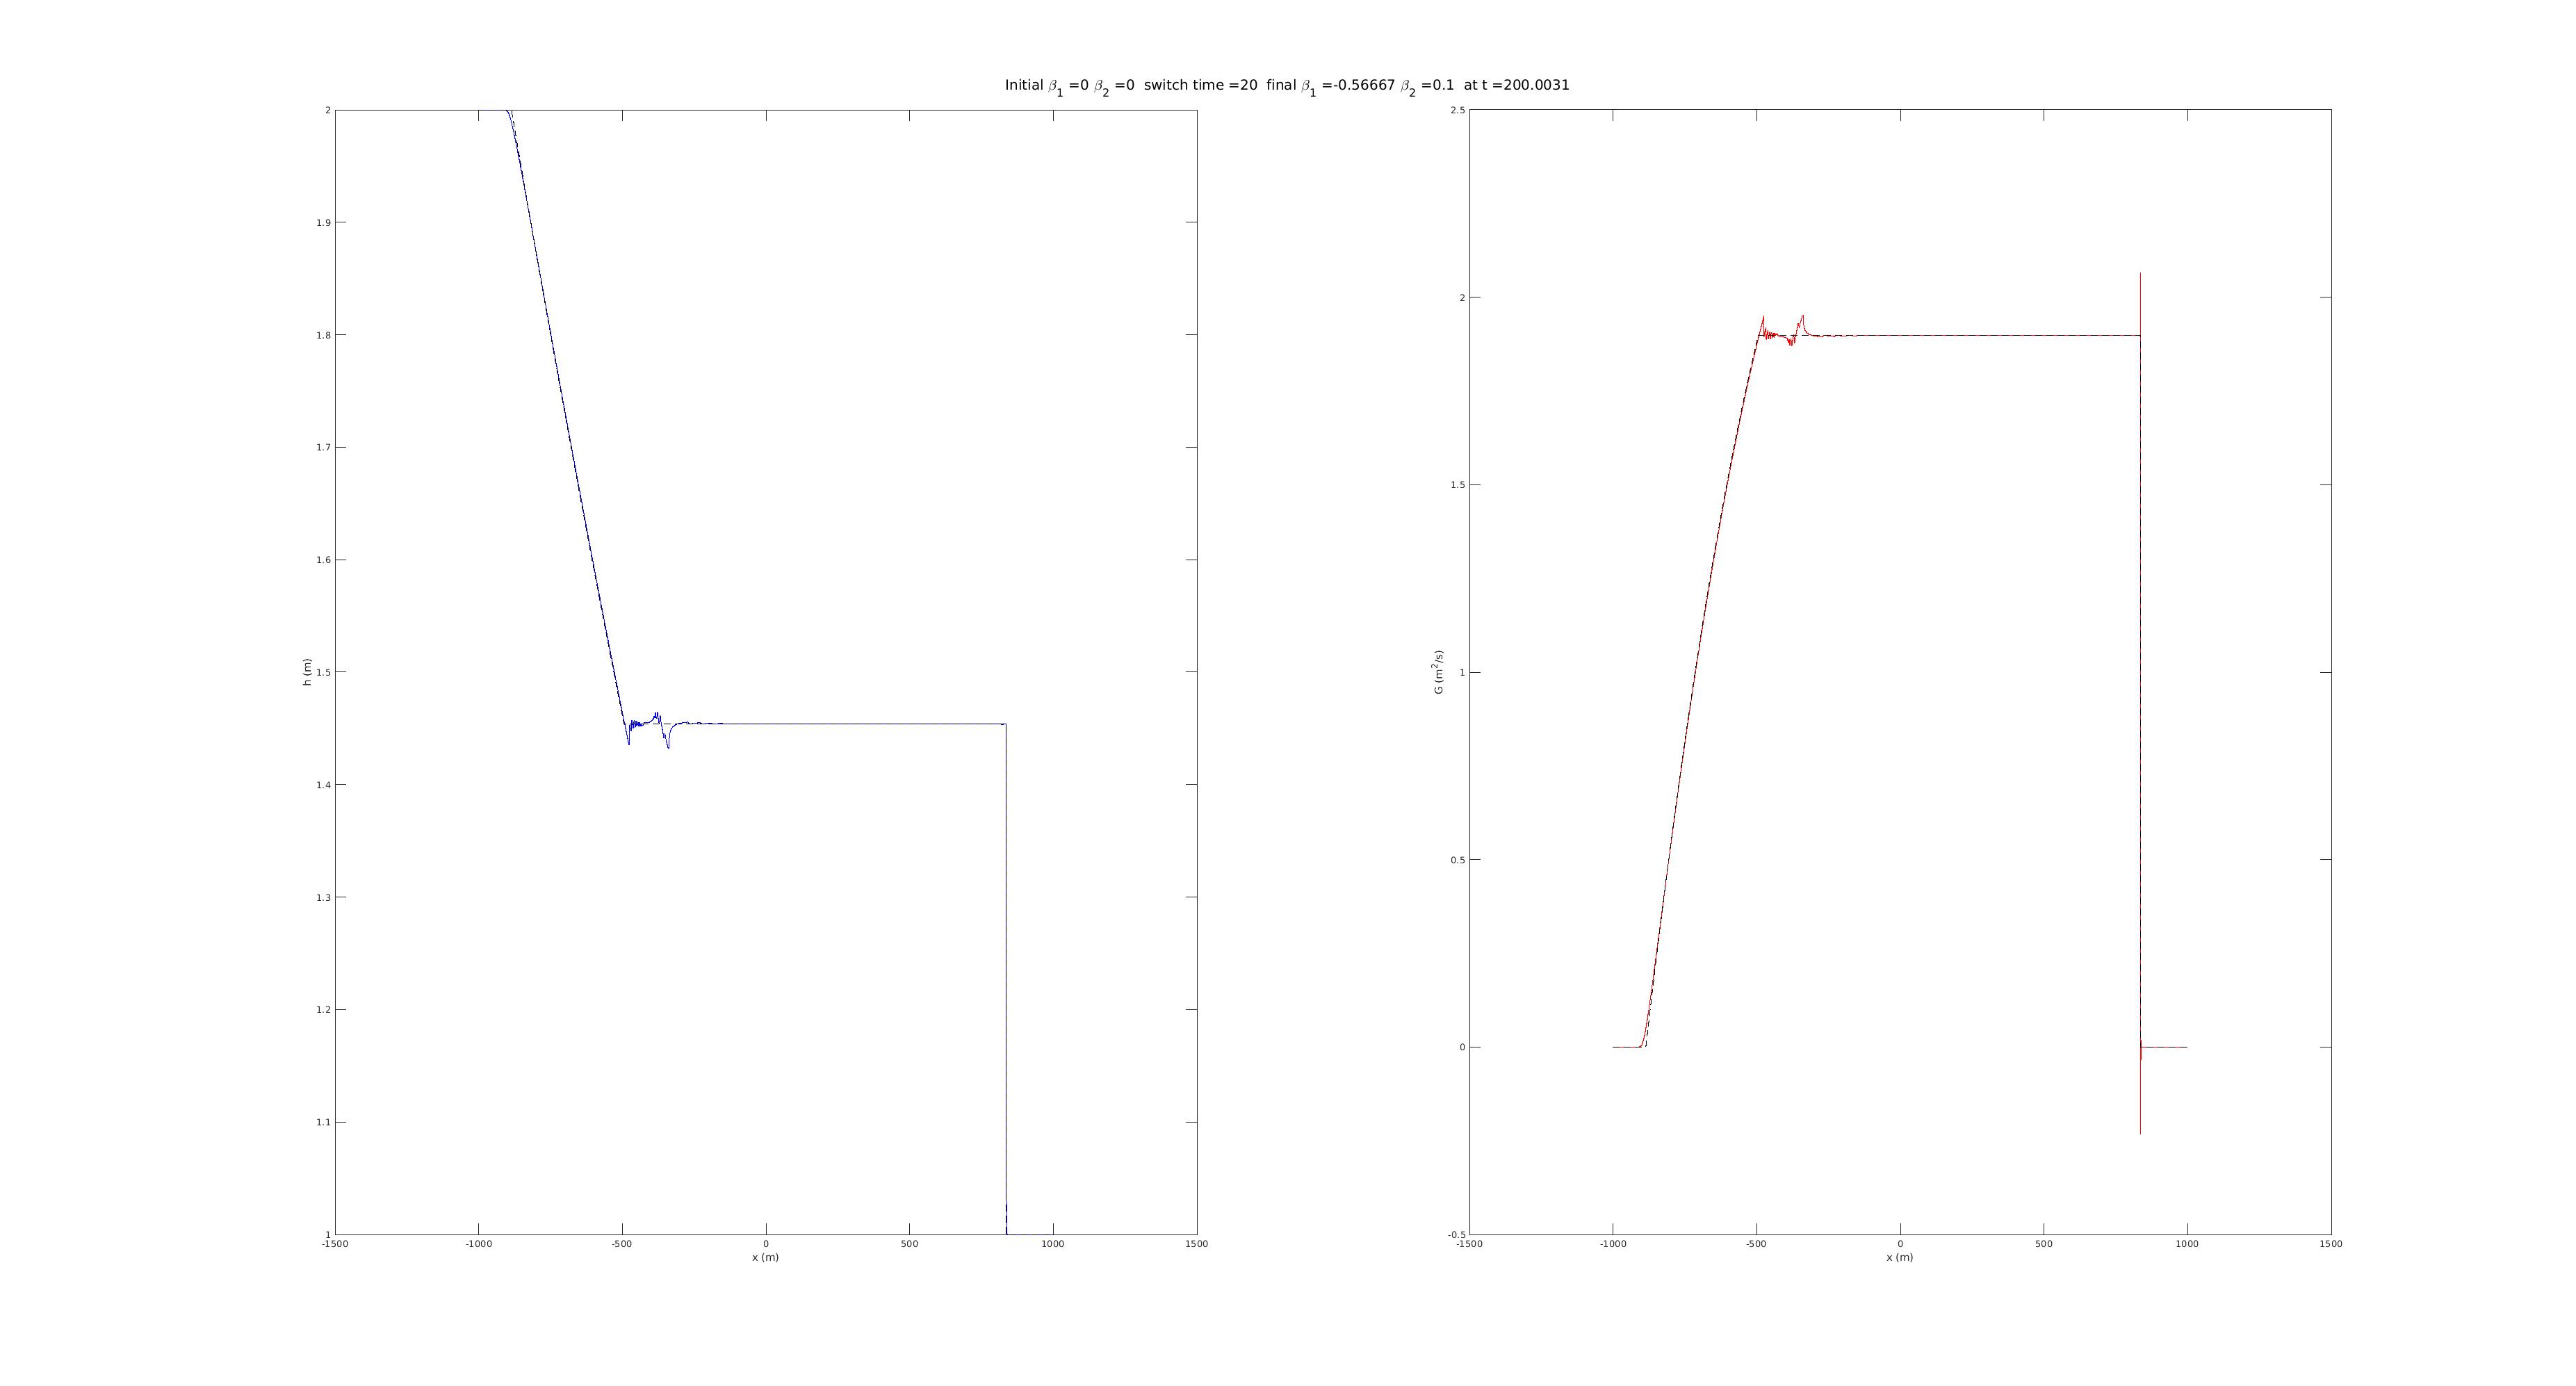 Initial β1 =0 β2 =0 switch time =20 final β1 =-0.56667 β2 =0.1 at t =200.0031
2
1.9
1.8
1.7
1.6
1.5
1.4
1.3
1.2
1.1
1
h (m)
-1500 -1000 -500 0 500 1000 1500
x (m)
2.5
2
1.5
1
0.5
0
-0.5
G (m2/s)
-1500 -1000 -500 0 500 1000 1500
x (m)